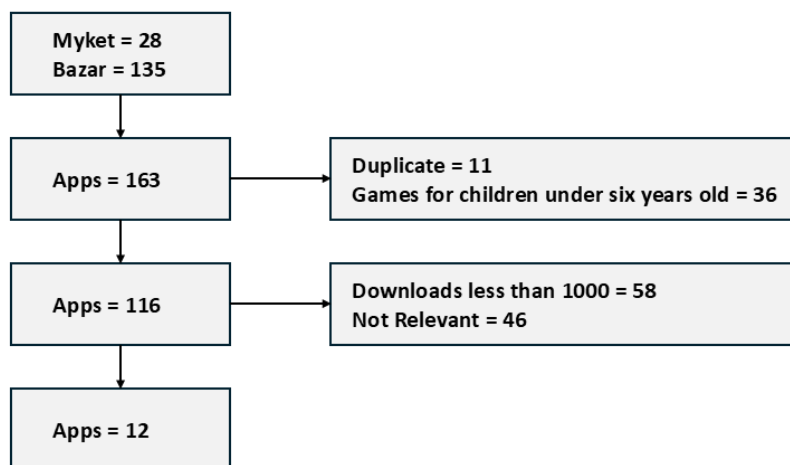 Myket = 28
Bazar = 135
Apps = 163
Duplicate = 11
Games for children under six years old = 36
Apps = 116
Downloads less than 1000 = 58
Not Relevant = 46
Apps = 12